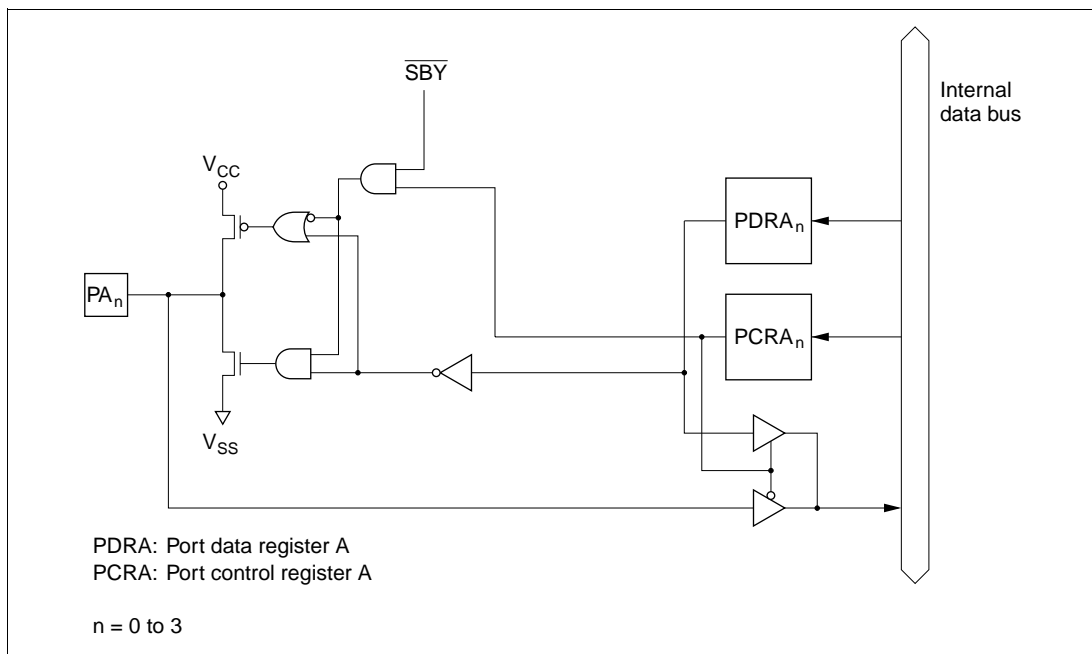 SBY
Internal
data bus
VCC
PDRAn
PAn
PCRAn
VSS
PDRA: Port data register A
PCRA: Port control register A
n = 0 to 3